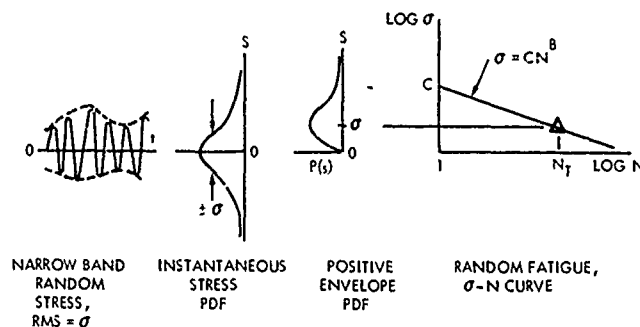 0
t
NARROW BAND
RANDOM
STRESS,
RMS = σ
S
0
± σ
INSTANTANEOUS
STRESS
PDF
S
σ
0
P(s)
POSITIVE
ENVELOPE
PDF
LOG σ
C
σ = CN^B
1
N_T
LOG N
RANDOM FATIGUE,
σ-N CURVE